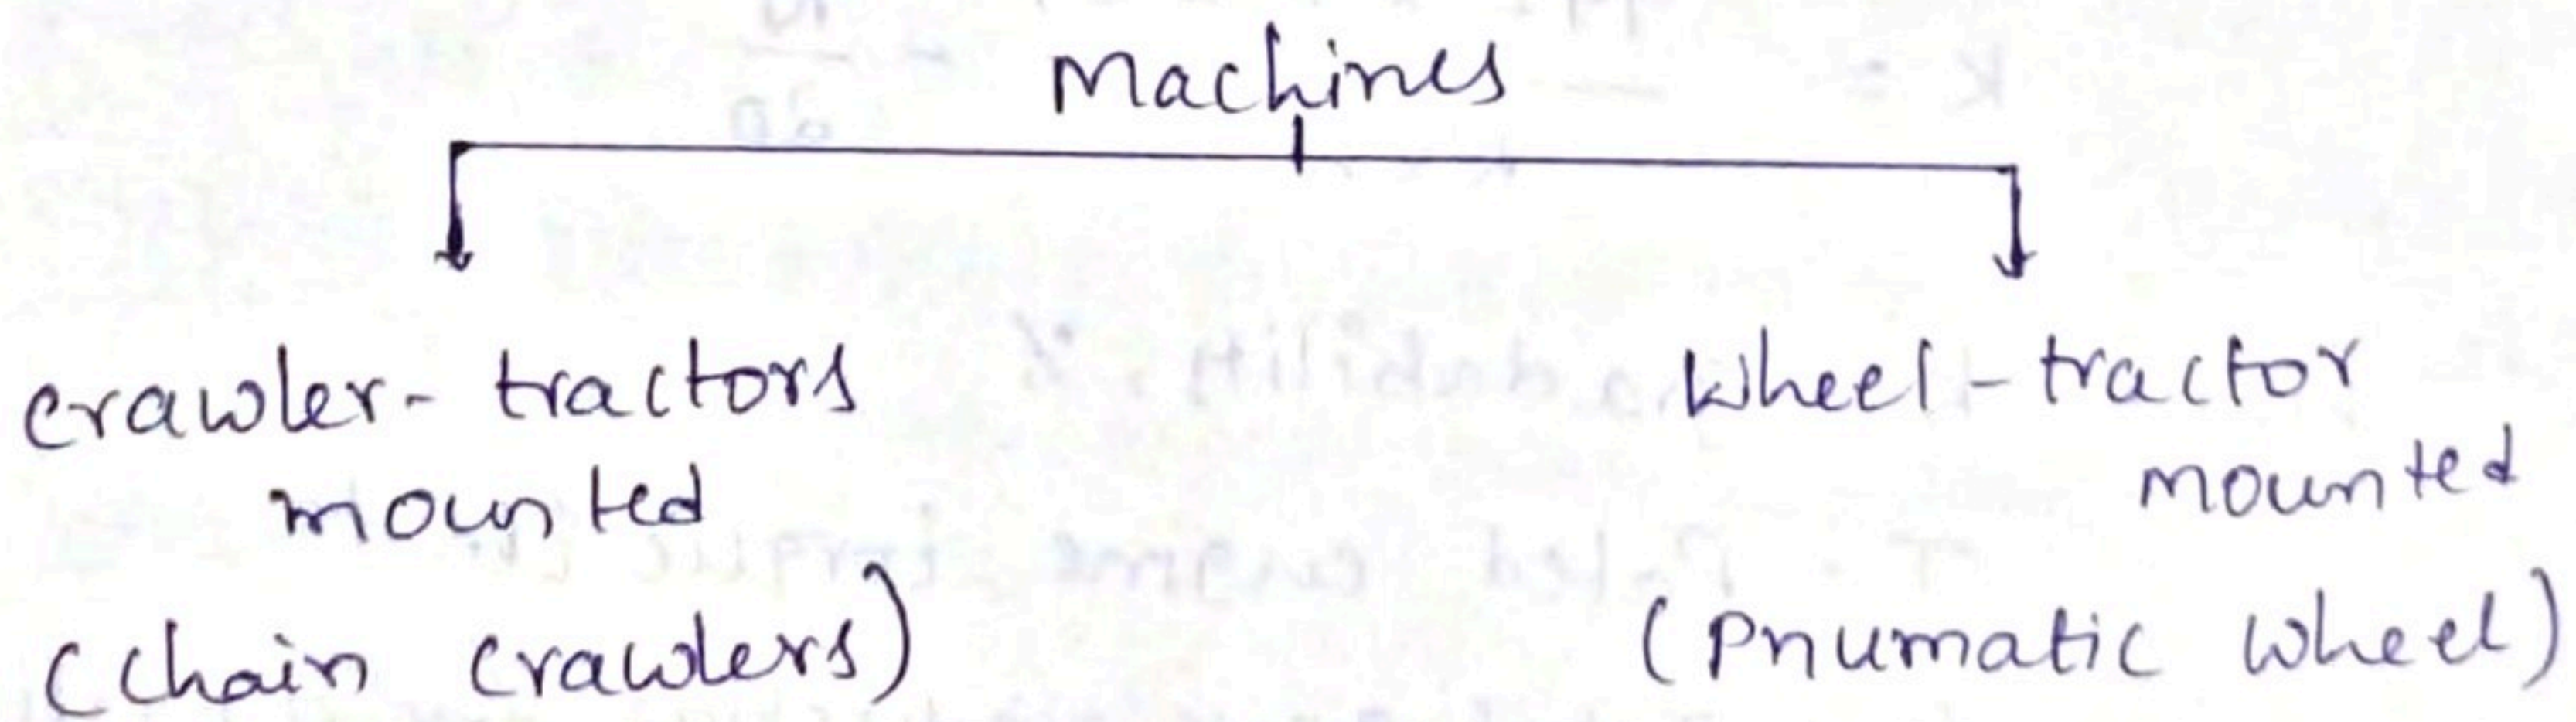 Machines
crawler- tractors
mounted
(chain crawlers)
Wheel - tractor
mounted
(Pnumatic wheel)